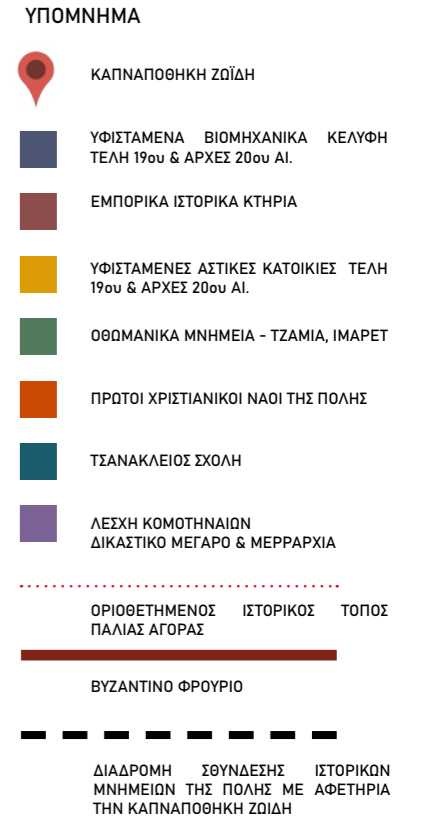 ΥΠΟΜΝΗΜΑ
ΚΑΠΝΑΠΟΘΗΚΗ ΖΩΪΔΗ
ΥΦΙΣΤΑΜΕΝΑ ΒΙΟΜΗΧΑΝΙΚΑ ΚΕΛΥΦΗ
ΤΕΛΗ 19ου & ΑΡΧΕΣ 20ου ΑΙ.
ΕΜΠΟΡΙΚΑ ΙΣΤΟΡΙΚΑ ΚΤΗΡΙΑ
ΥΦΙΣΤΑΜΕΝΕΣ ΑΣΤΙΚΕΣ ΚΑΤΟΙΚΙΕΣ ΤΕΛΗ
19ου & ΑΡΧΕΣ 20ου ΑΙ.
ΟΘΩΜΑΝΙΚΑ ΜΝΗΜΕΙΑ - ΤΖΑΜΙΑ, ΙΜΑΡΕΤ
ΠΡΩΤΟΙ ΧΡΙΣΤΙΑΝΙΚΟΙ ΝΑΟΙ ΤΗΣ ΠΟΛΗΣ
ΤΣΑΝΑΚΛΕΙΟΣ ΣΧΟΛΗ
ΛΕΣΧΗ ΚΟΜΟΤΗΝΑΙΩΝ
ΔΙΚΑΣΤΙΚΟ ΜΕΓΑΡΟ & ΜΕΡΡΑΡΧΙΑ
ΟΡΙΟΘΕΤΗΜΕΝΟΣ ΙΣΤΟΡΙΚΟΣ ΤΟΠΟΣ
ΠΑΛΙΑΣ ΑΓΟΡΑΣ
ΒΥΖΑΝΤΙΝΟ ΦΡΟΥΡΙΟ
ΔΙΑΔΡΟΜΗ ΣΘΥΝΔΕΣΗΣ ΙΣΤΟΡΙΚΩΝ
ΜΝΗΜΕΙΩΝ ΤΗΣ ΠΟΛΗΣ ΜΕ ΑΦΕΤΗΡΙΑ
ΤΗΝ ΚΑΠΝΑΠΟΘΗΚΗ ΖΩΙΔΗ